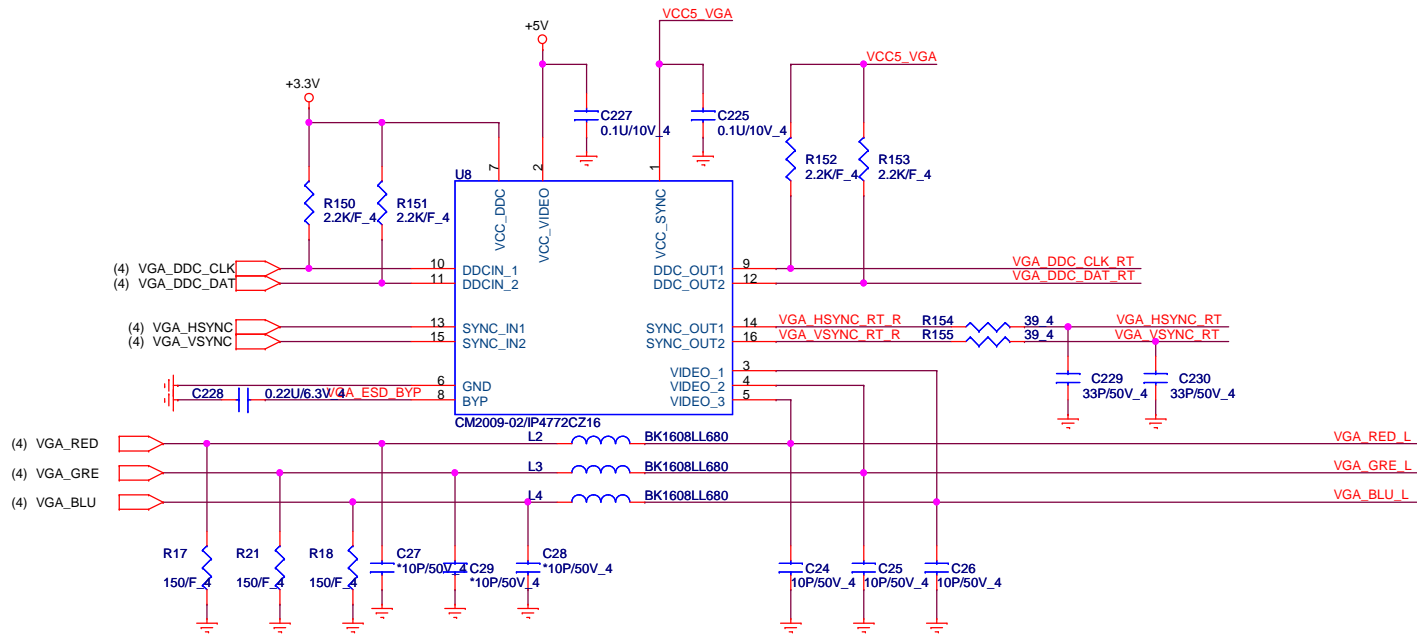 VCC5_VGA
+5V
VCC5_VGA
+3.3V
C227
0.1U/10V_4
C225
0.1U/10V_4
R152
2.2K/F_4
R153
2.2K/F_4
7
2
1
U8
R150
2.2K/F_4
R151
2.2K/F_4
VCC_DDC
VCC_VIDEO
VCC_SYNC
(4) VGA_DDC_CLK
10
DDCIN_1
DDC_OUT1
9
VGA_DDC_CLK_RT
(4) VGA_DDC_DAT
11
DDCIN_2
DDC_OUT2
12
VGA_DDC_DAT_RT
(4) VGA_HSYNC
13
SYNC_IN1
SYNC_OUT1
14
VGA_HSYNC_RT_R
R154
39_4
VGA_HSYNC_RT
(4) VGA_VSYNC
15
SYNC_IN2
SYNC_OUT2
16
VGA_VSYNC_RT_R
R155
39_4
VGA_VSYNC_RT
VIDEO_1
3
6
GND
VIDEO_2
4
C228
0.22U/6.3V_4
VGA_ESD_BYP
8
BYP
VIDEO_3
5
C229
33P/50V_4
C230
33P/50V_4
CM2009-02/IP4772CZ16
(4) VGA_RED
L2
BK1608LL680
VGA_RED_L
(4) VGA_GRE
L3
BK1608LL680
VGA_GRE_L
(4) VGA_BLU
L4
BK1608LL680
VGA_BLU_L
R17
150/F_4
R21
150/F_4
R18
150/F_4
C27
*10P/50V_4
C29
*10P/50V_4
C28
*10P/50V_4
C24
10P/50V_4
C25
10P/50V_4
C26
10P/50V_4